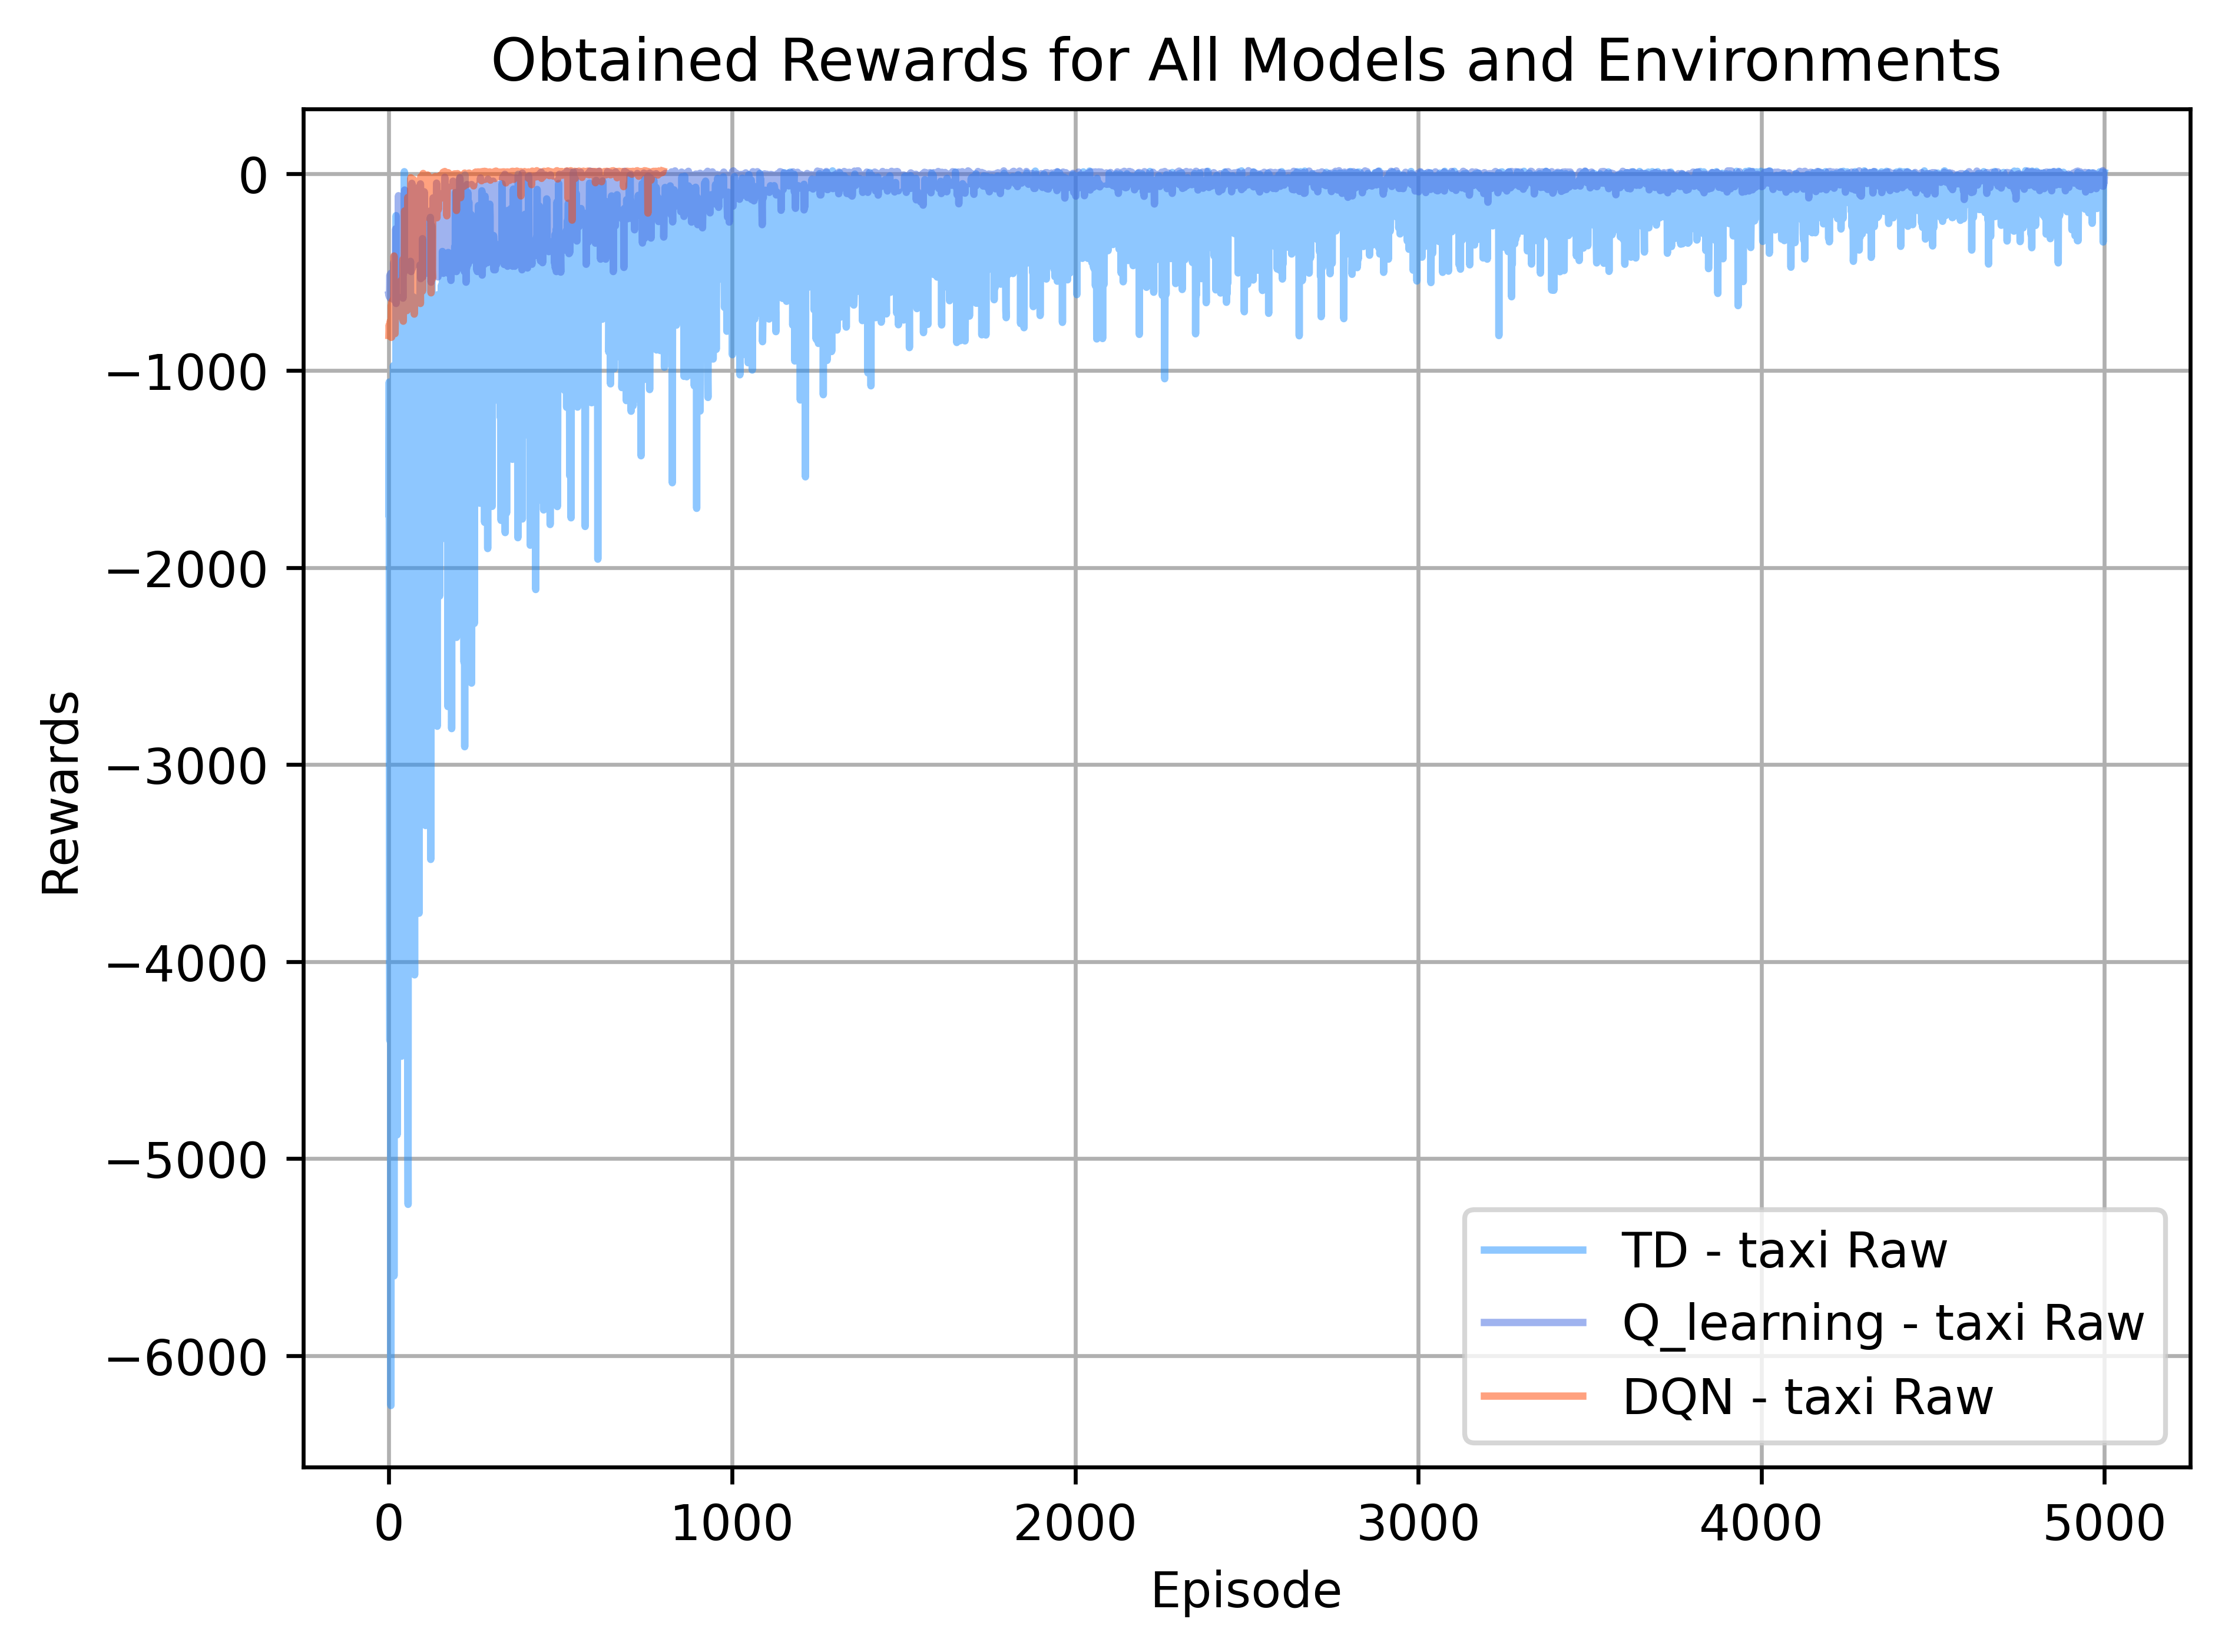 Obtained Rewards for All Models and Environments
Rewards
0
−1000
−2000
−3000
−4000
−5000
−6000
TD - taxi Raw
Q_learning - taxi Raw
DQN - taxi Raw
0 1000 2000 3000 4000 5000
Episode